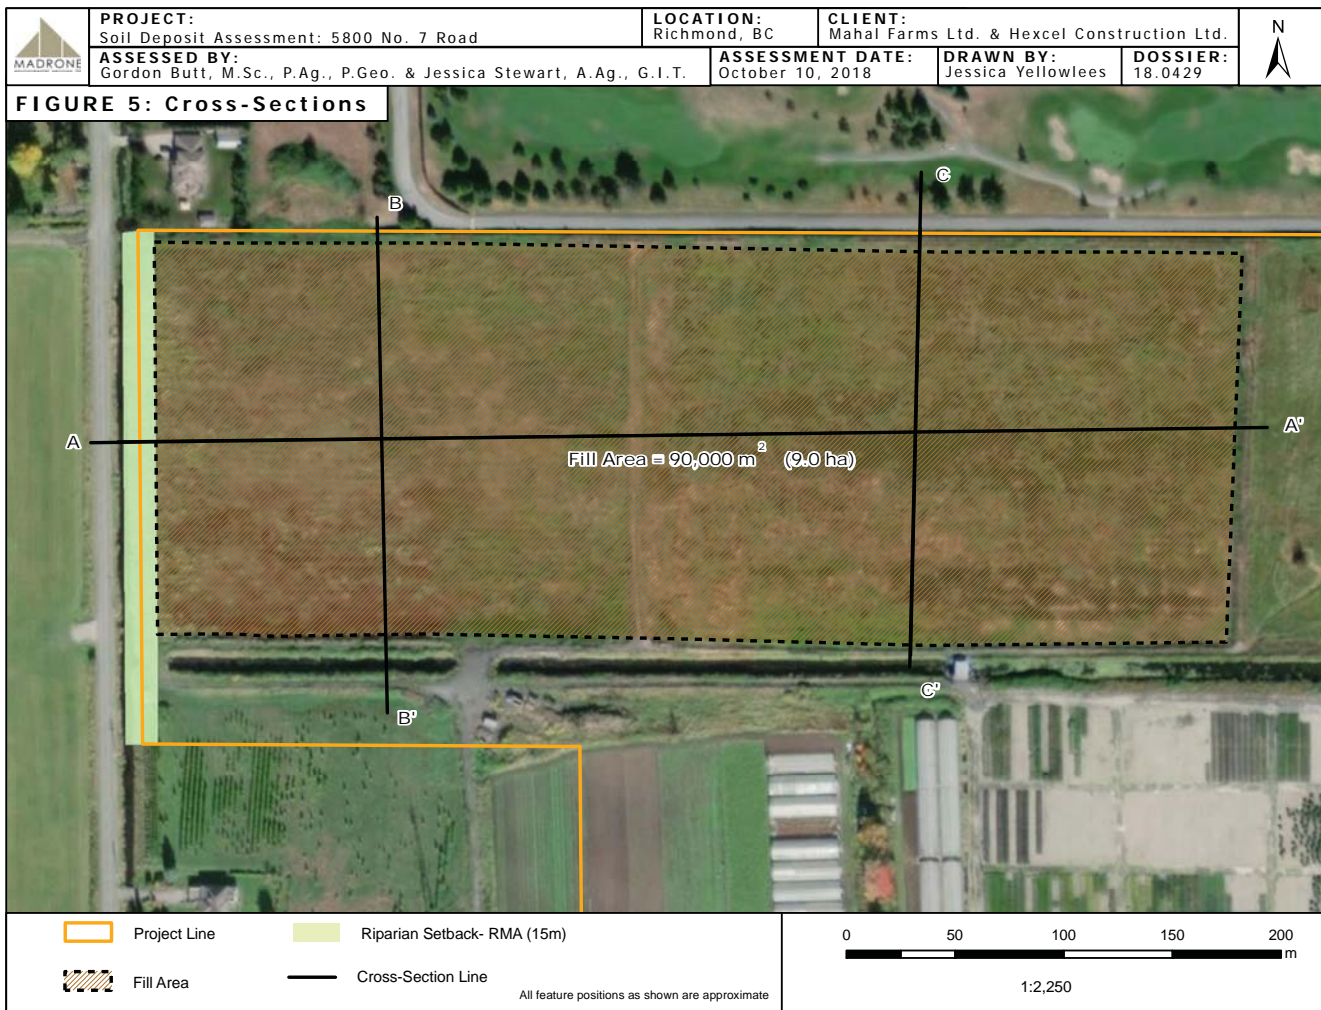 PROJECT:
Soil Deposit Assessment: 5800 No. 7 Road
LOCATION:
Richmond, BC
CLIENT:
Mahal Farms Ltd. & Hexcel Construction Ltd.
N
MADRONE
ASSESSED BY:
Gordon Butt, M.Sc., P.Ag., P.Geo. & Jessica Stewart, A.Ag., G.I.T.
ASSESSMENT DATE:
October 10, 2018
DRAWN BY:
Jessica Yellowlees
DOSSIER:
18.0429
FIGURE 5: Cross-Sections
C
B
A
A'
Fill Area = 90,000 m² (9.0 ha)
C'
B'
Project Line
Riparian Setback- RMA (15m)
Fill Area
Cross-Section Line
All feature positions as shown are approximate
0 50 100 150 200
m
1:2,250